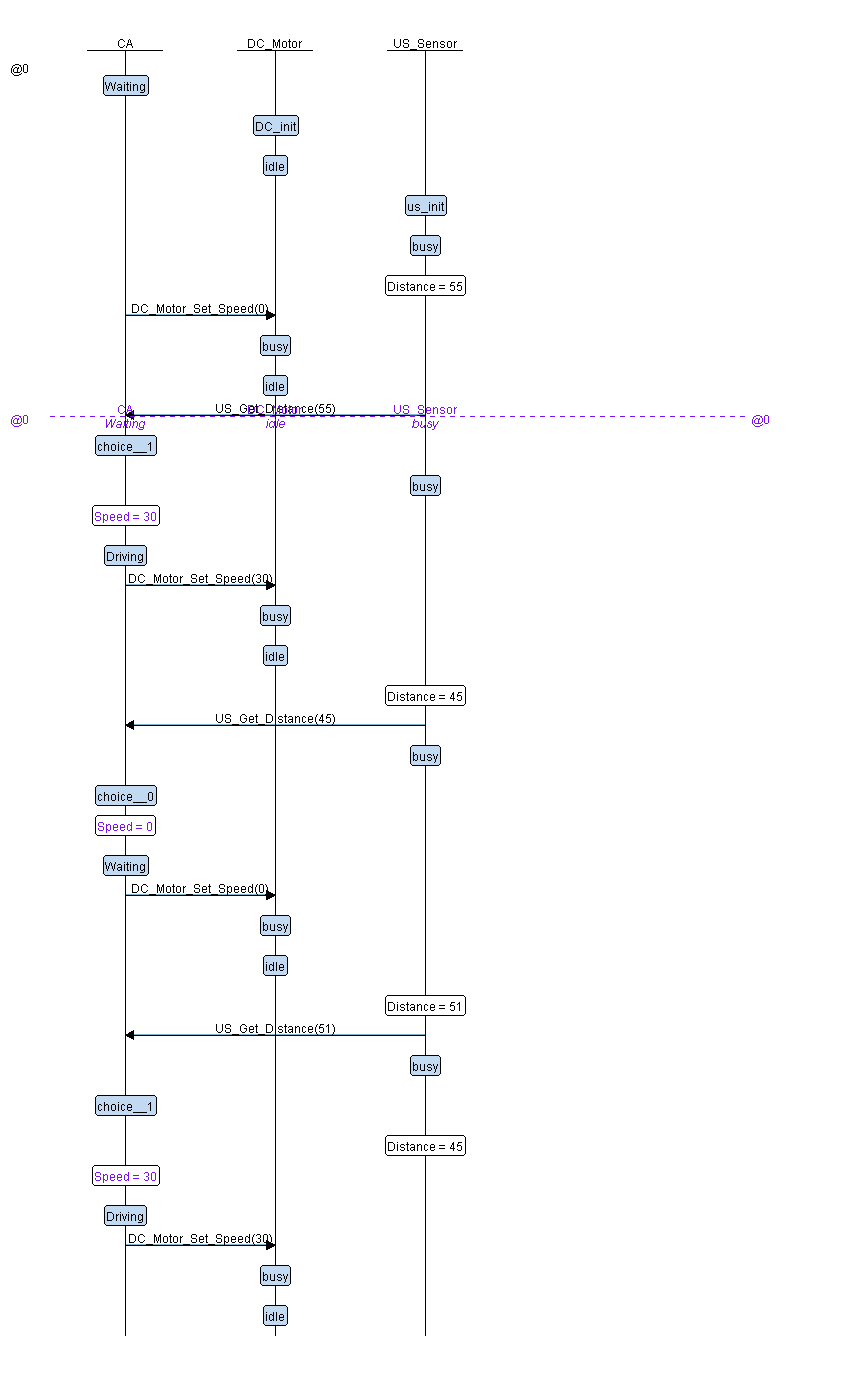 CA DC_Motor US_Sensor
@0
Waiting
DC_init
idle
us_init
busy
Distance = 55
DC_Motor_Set_Speed(0)
busy
idle
US_Get_Distance(55)
CA DC_Motor US_Sensor
@0 @0
Waiting idle busy
choice__1
busy
Speed = 30
Driving
DC_Motor_Set_Speed(30)
busy
idle
Distance = 45
US_Get_Distance(45)
busy
choice__0
Speed = 0
Waiting
DC_Motor_Set_Speed(0)
busy
idle
Distance = 51
US_Get_Distance(51)
busy
choice__1
Distance = 45
Speed = 30
Driving
DC_Motor_Set_Speed(30)
busy
idle